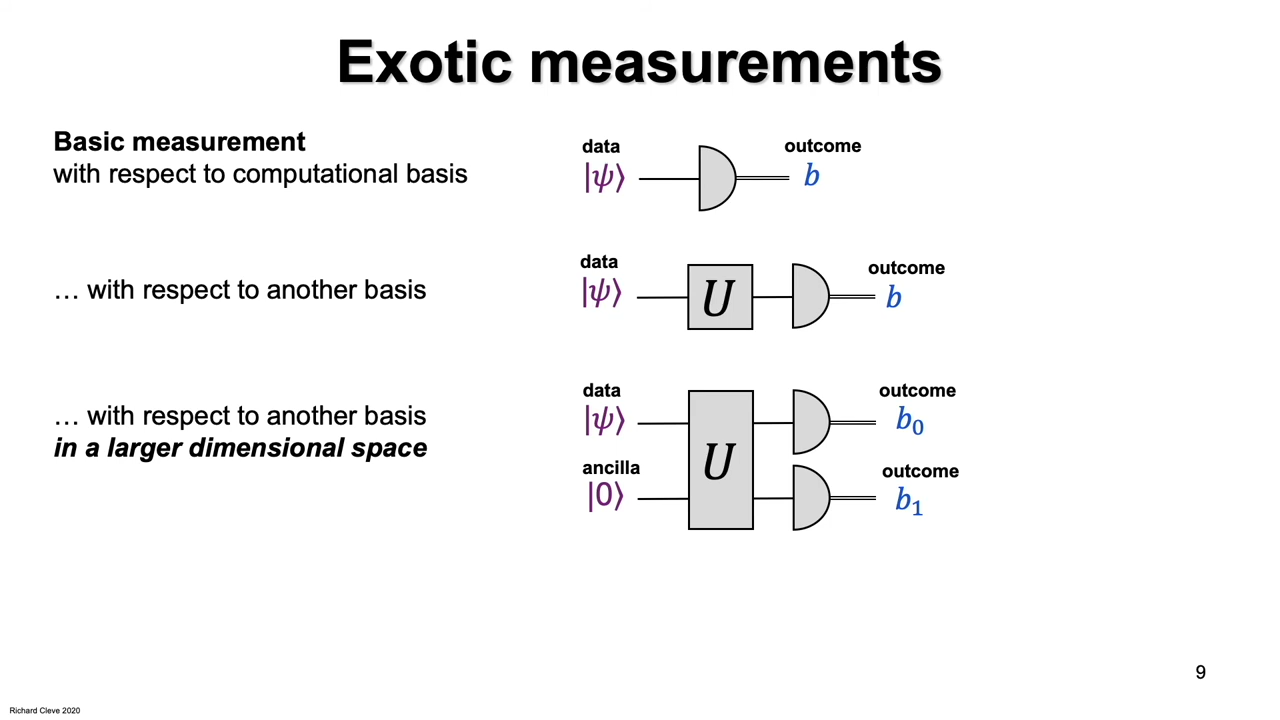 Exotic measurements
Basic measurement
with respect to computational basis
data
|ψ⟩
outcome
b
… with respect to another basis
data
|ψ⟩
U
outcome
b
… with respect to another basis
in a larger dimensional space
data
|ψ⟩
ancilla
|0⟩
U
outcome
b₀
outcome
b₁
9
Richard Cleve 2020